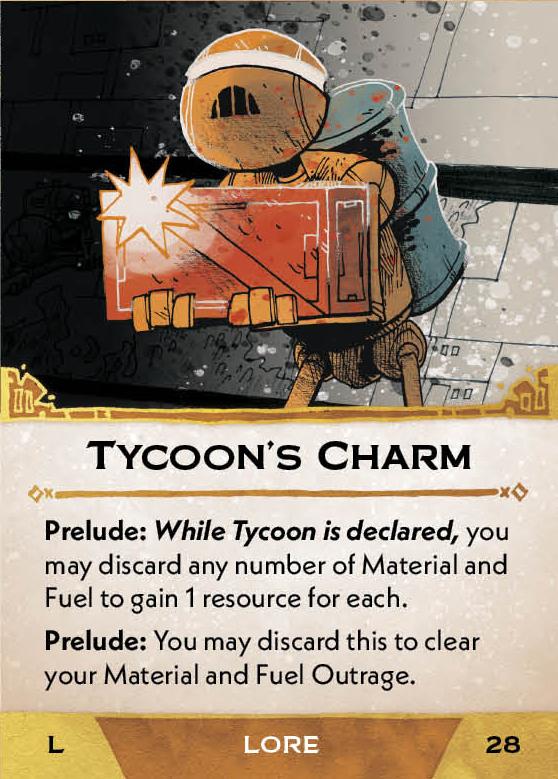 TYCOON'S CHARM
Prelude: While Tycoon is declared, you
may discard any number of Material and
Fuel to gain 1 resource for each.
Prelude: You may discard this to clear
your Material and Fuel Outrage.
L LORE 28